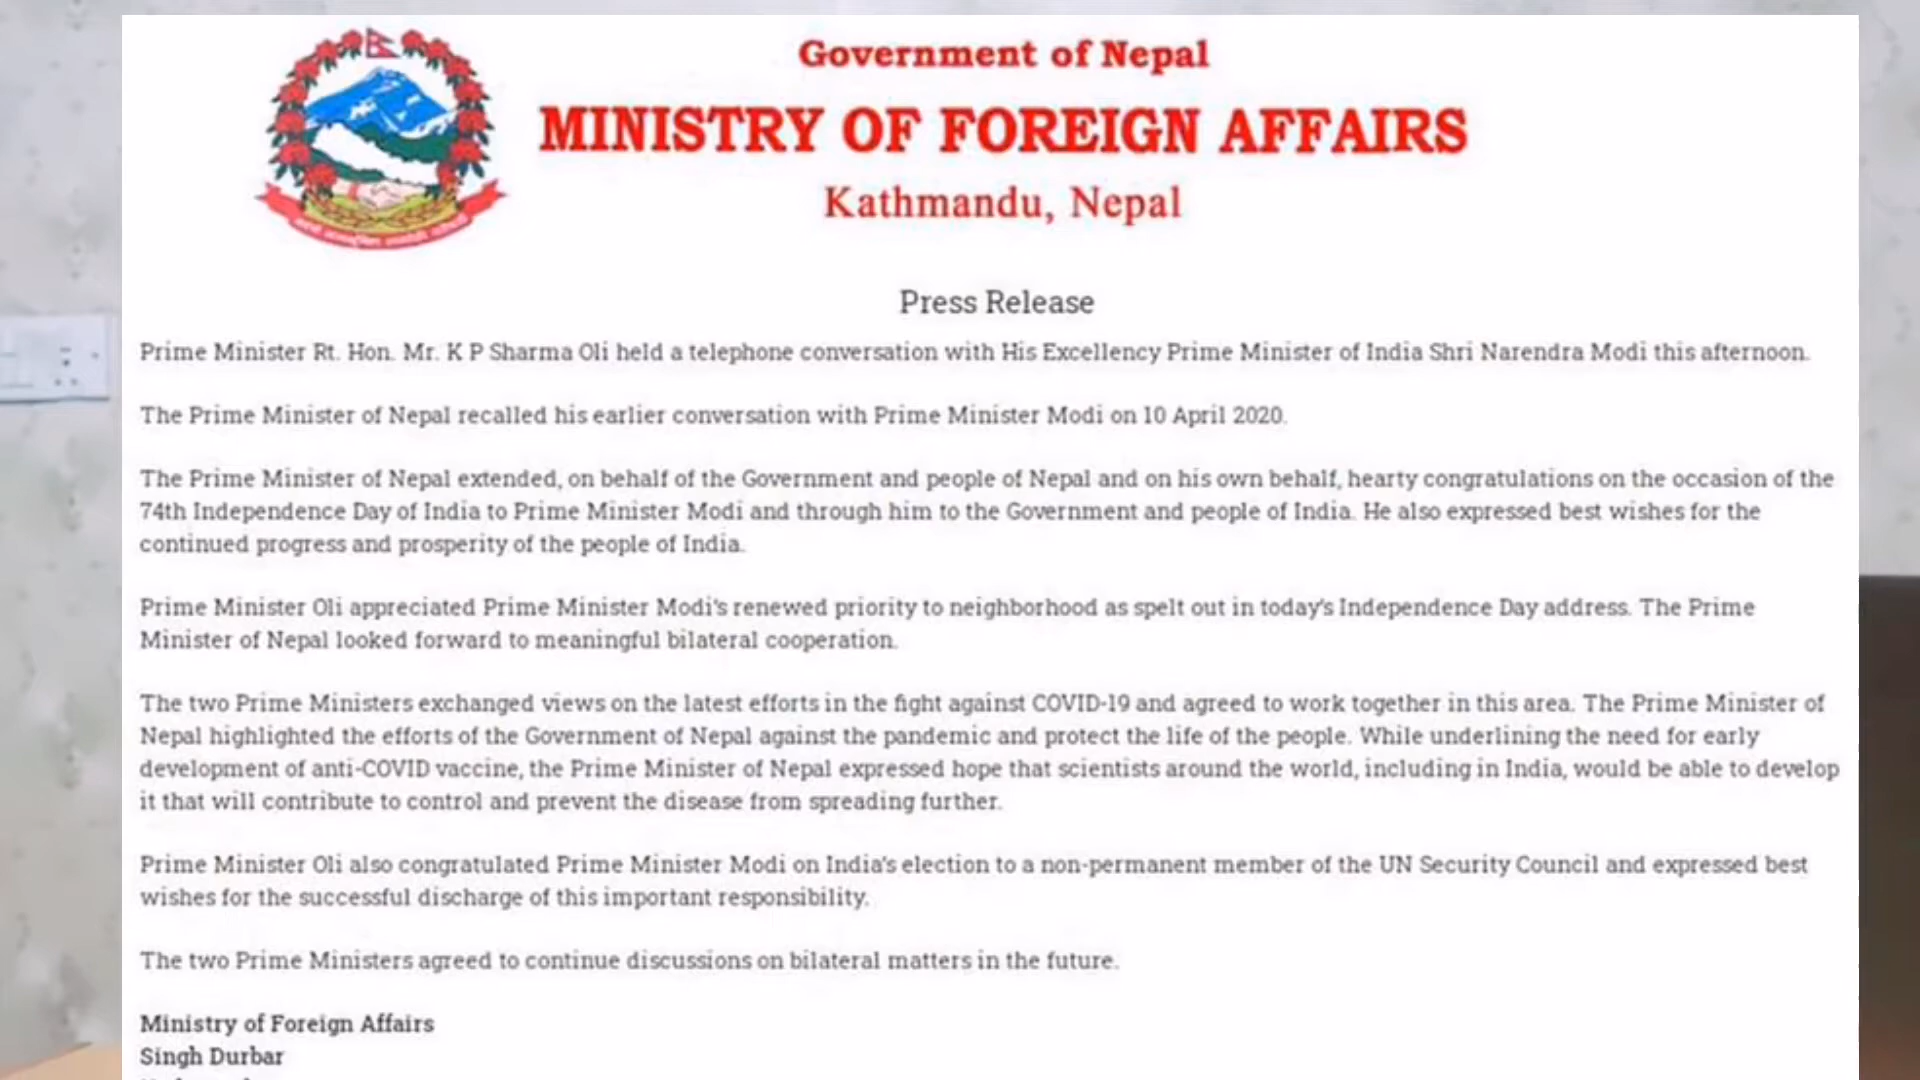 Government of Nepal
MINISTRY OF FOREIGN AFFAIRS
Kathmandu, Nepal
Press Release
Prime Minister Rt. Hon. Mr. K P Sharma Oli held a telephone conversation with His Excellency Prime Minister of India Shri Narendra Modi this afternoon.
The Prime Minister of Nepal recalled his earlier conversation with Prime Minister Modi on 10 April 2020.
The Prime Minister of Nepal extended, on behalf of the Government and people of Nepal and on his own behalf, hearty congratulations on the occasion of the
74th Independence Day of India to Prime Minister Modi and through him to the Government and people of India. He also expressed best wishes for the
continued progress and prosperity of the people of India.
Prime Minister Oli appreciated Prime Minister Modi's renewed priority to neighborhood as spelt out in today's Independence Day address. The Prime
Minister of Nepal looked forward to meaningful bilateral cooperation.
The two Prime Ministers exchanged views on the latest efforts in the fight against COVID-19 and agreed to work together in this area. The Prime Minister of
Nepal highlighted the efforts of the Government of Nepal against the pandemic and protect the life of the people. While underlining the need for early
development of anti-COVID vaccine, the Prime Minister of Nepal expressed hope that scientists around the world, including in India, would be able to develop
it that will contribute to control and prevent the disease from spreading further.
Prime Minister Oli also congratulated Prime Minister Modi on India's election to a non-permanent member of the UN Security Council and expressed best
wishes for the successful discharge of this important responsibility.
The two Prime Ministers agreed to continue discussions on bilateral matters in the future.
Ministry of Foreign Affairs
Singh Durbar